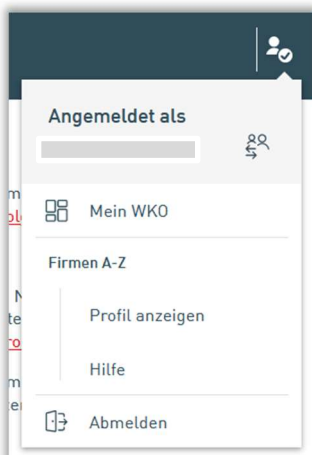 Angemeldet als
Mein WKO
Firmen A-Z
Profil anzeigen
Hilfe
Abmelden